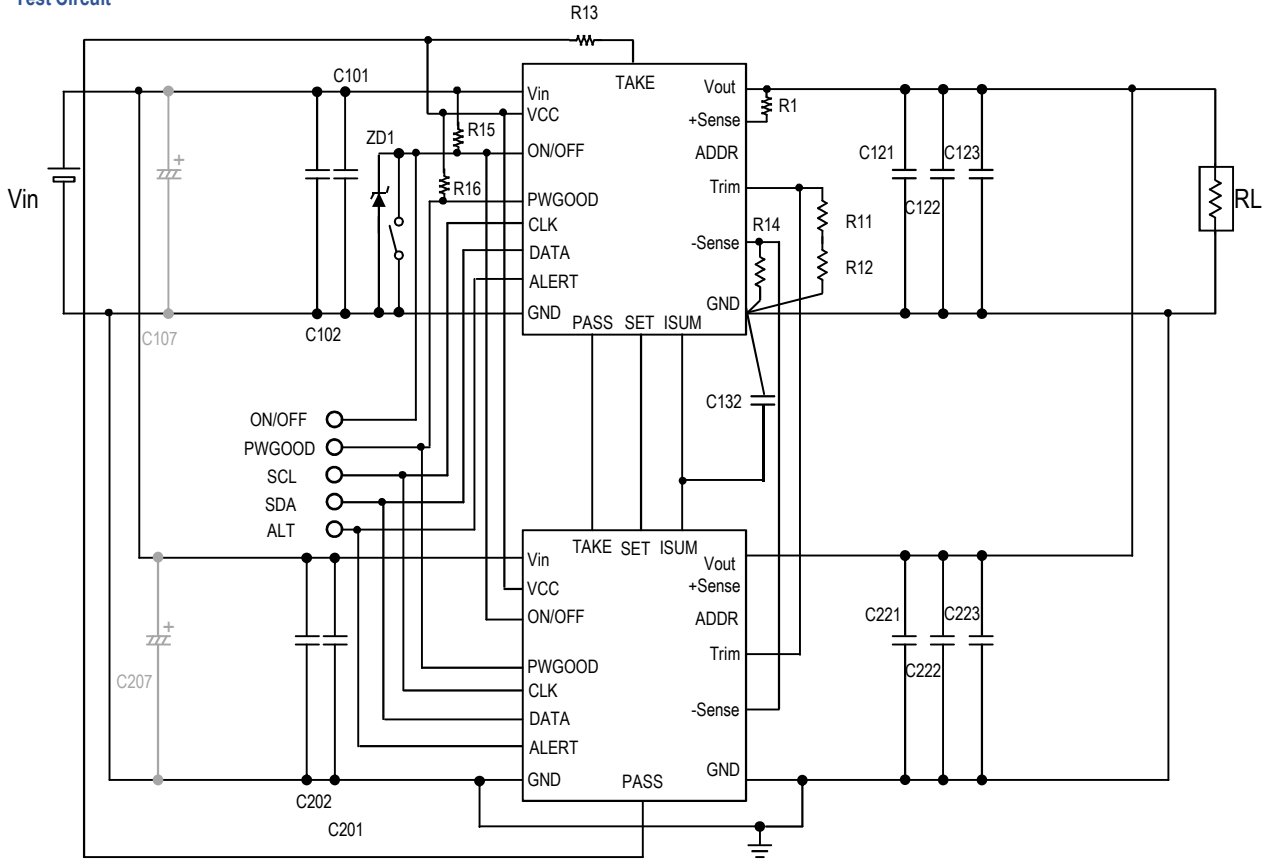 Test Circuit
R13
C101
TAKE
Vin
VCC
ZD1
R15
ON/OFF
R16
PWGOOD
CLK
DATA
ALERT
GND
PASS SET ISUM
Vout
+Sense
ADDR
Trim
-Sense
GND
R1
R14
R11
R12
C121
C123
C122
RL
Vin
C107
C102
C132
ON/OFF
PWGOOD
SCL
SDA
ALT
TAKE SET ISUM
Vin
VCC
ON/OFF
PWGOOD
CLK
DATA
ALERT
GND
PASS
Vout
+Sense
ADDR
Trim
-Sense
GND
C221
C223
C222
C207
C202
C201